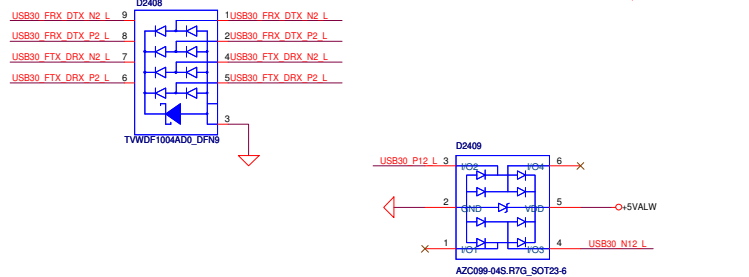 D2408
USB30_FRX_DTX_N2_L 9 1 USB30_FRX_DTX_N2_L
USB30_FRX_DTX_P2_L 8 2 USB30_FRX_DTX_P2_L
USB30_FTX_DRX_N2_L 7 4 USB30_FTX_DRX_N2_L
USB30_FTX_DRX_P2_L 6 5 USB30_FTX_DRX_P2_L
3
TVWDF1004AD0_DFN9
D2409
USB30_P12_L 3 I/O2 I/O4 6
2 GND VDD 5 +5VALW
1 I/O1 I/O3 4 USB30_N12_L
AZC099-04S.R7G_SOT23-6